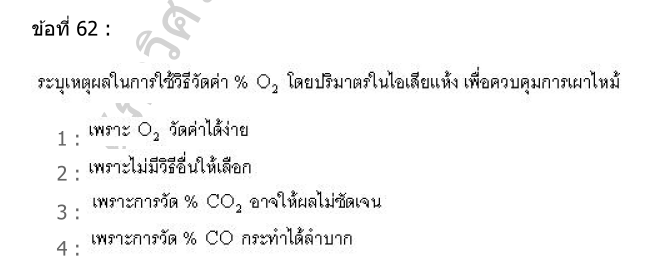 ข้อที่ 62 :
ระบุเหตุผลในการใช้วิธีวัดค่า % O₂ โดยปริมาตรในไอเสียแห้ง เพื่อควบคุมการเผาไหม้
1 : เพราะ O₂ วัดค่าได้ง่าย
2 : เพราะไม่มีวิธีอื่นให้เลือก
3 : เพราะการวัด % CO₂ อาจให้ผลไม่ชัดเจน
4 : เพราะการวัด % CO กระทำได้ลำบาก